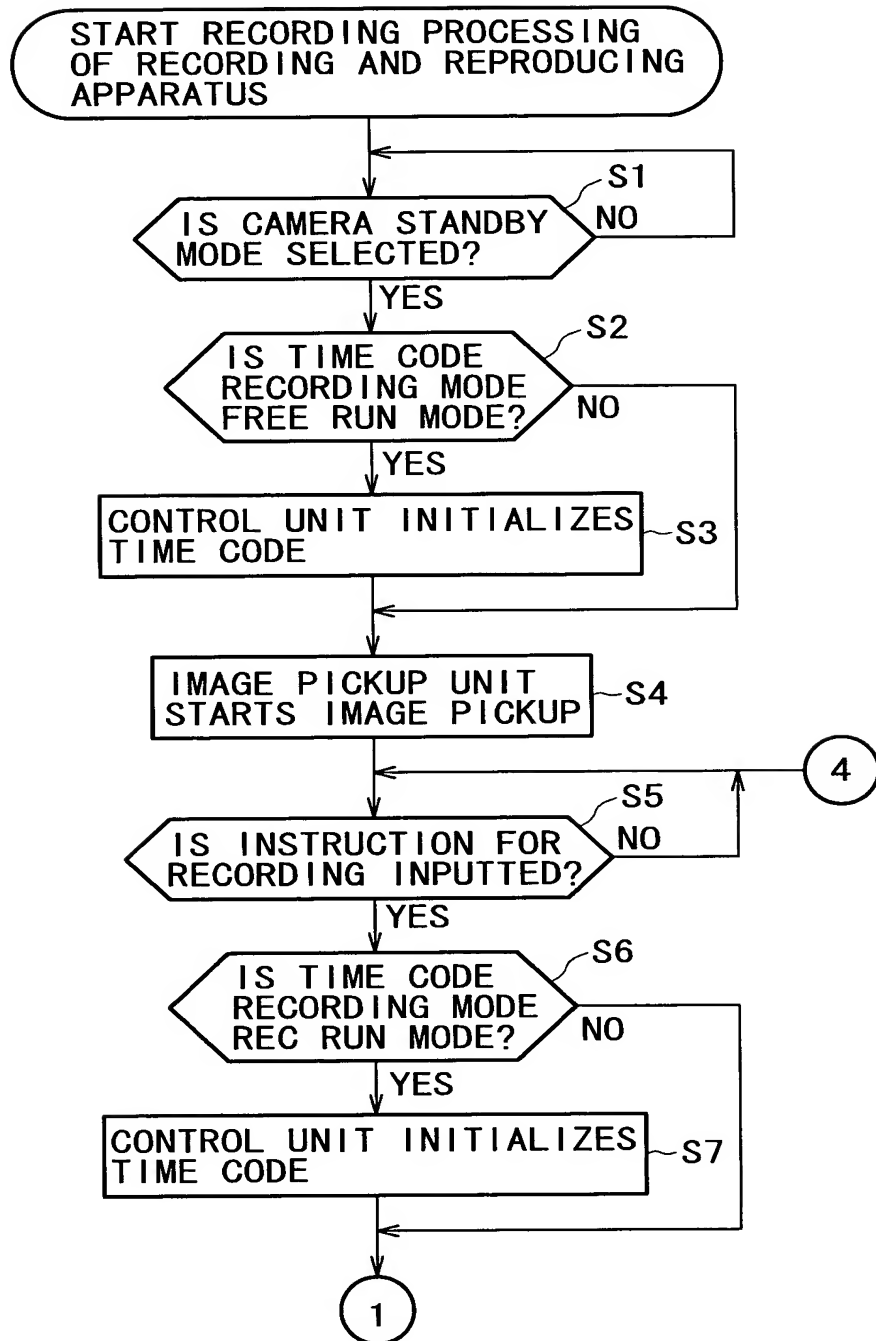 START RECORDING PROCESSING
OF RECORDING AND REPRODUCING
APPARATUS
S1
IS CAMERA STANDBY
MODE SELECTED?
NO
YES
S2
IS TIME CODE
RECORDING MODE
FREE RUN MODE?
NO
YES
CONTROL UNIT INITIALIZES
TIME CODE
S3
IMAGE PICKUP UNIT
STARTS IMAGE PICKUP
S4
4
S5
IS INSTRUCTION FOR
RECORDING INPUTTED?
NO
YES
S6
IS TIME CODE
RECORDING MODE
REC RUN MODE?
NO
YES
CONTROL UNIT INITIALIZES
TIME CODE
S7
1